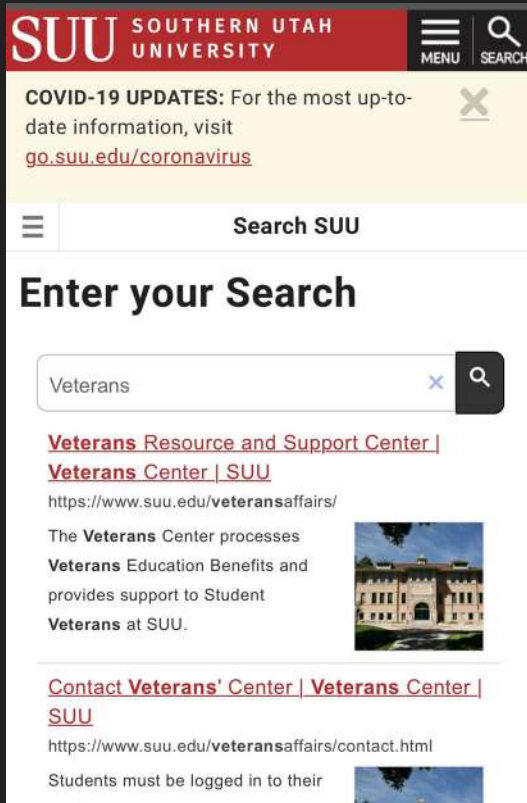 SUU SOUTHERN UTAH
UNIVERSITY
MENU SEARCH
COVID-19 UPDATES: For the most up-to-
date information, visit
go.suu.edu/coronavirus
Search SUU
Enter your Search
Veterans
Veterans Resource and Support Center |
Veterans Center | SUU
https://www.suu.edu/veteransaffairs/
The Veterans Center processes
Veterans Education Benefits and
provides support to Student
Veterans at SUU.
Contact Veterans' Center | Veterans Center |
SUU
https://www.suu.edu/veteransaffairs/contact.html
Students must be logged in to their